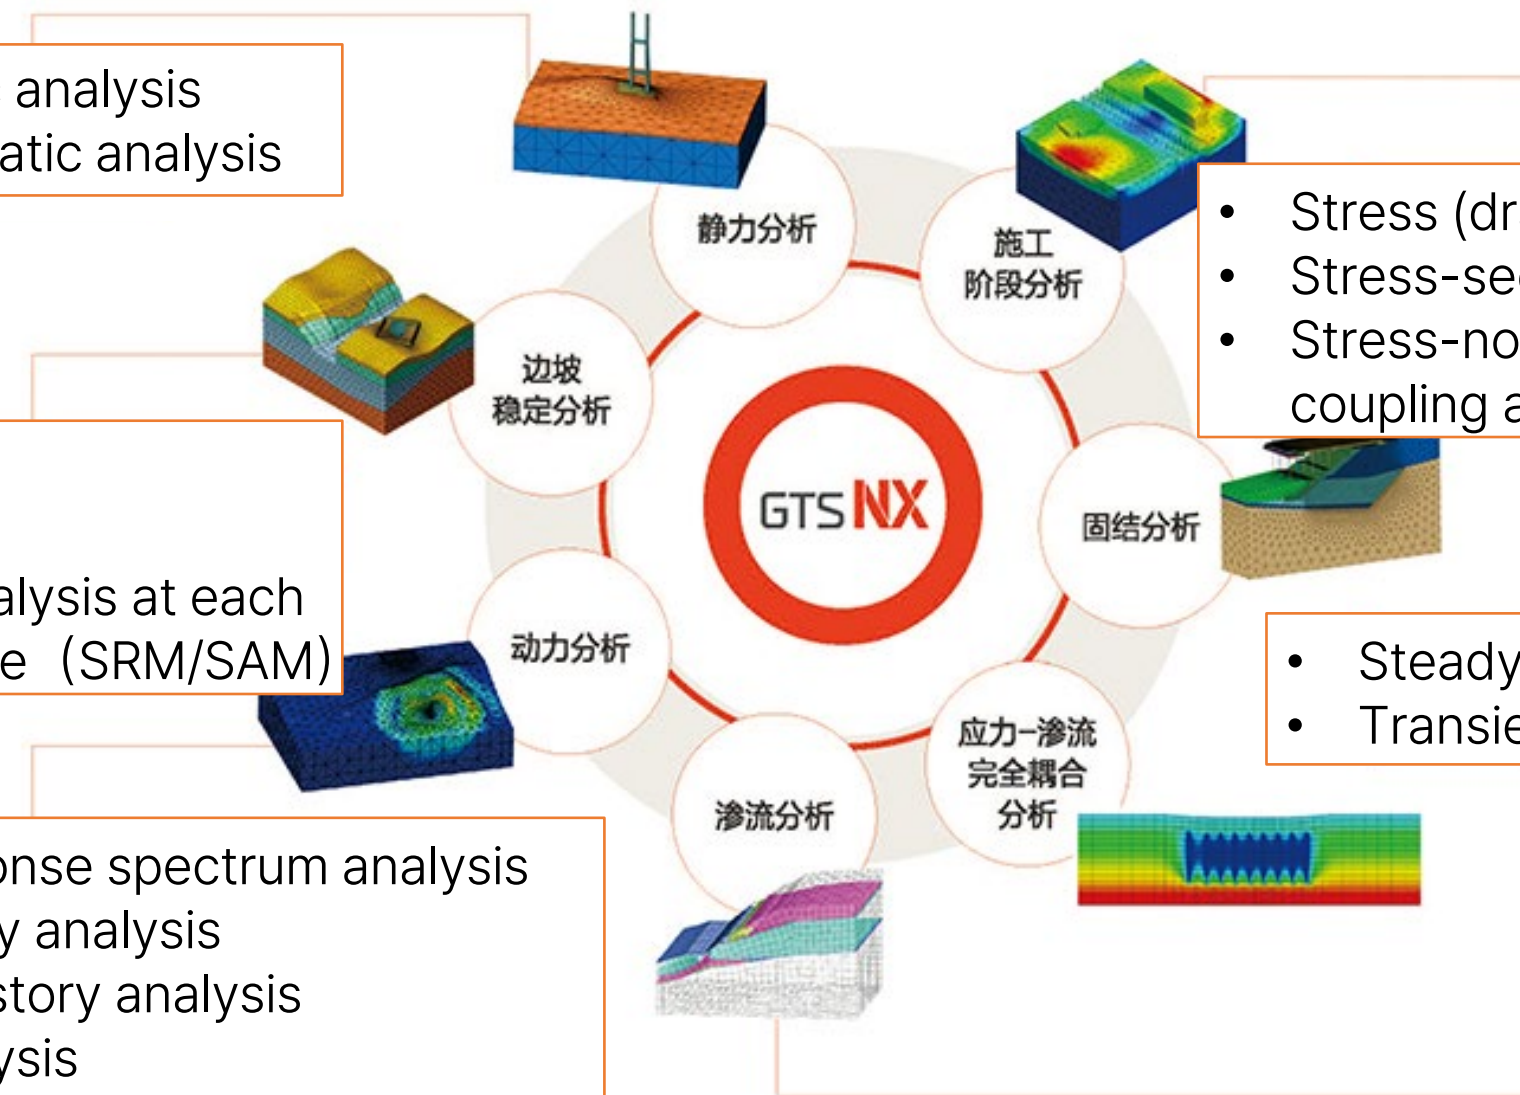 analysis
atic analysis
静力分析
施工
阶段分析
• Stress (dr
• Stress-se
• Stress-no
coupling a
边坡
稳定分析
GTS NX
固结分析
alysis at each
e (SRM/SAM)
动力分析
• Steady
• Transie
应力-渗流
完全耦合
分析
渗流分析
onse spectrum analysis
y analysis
story analysis
ysis